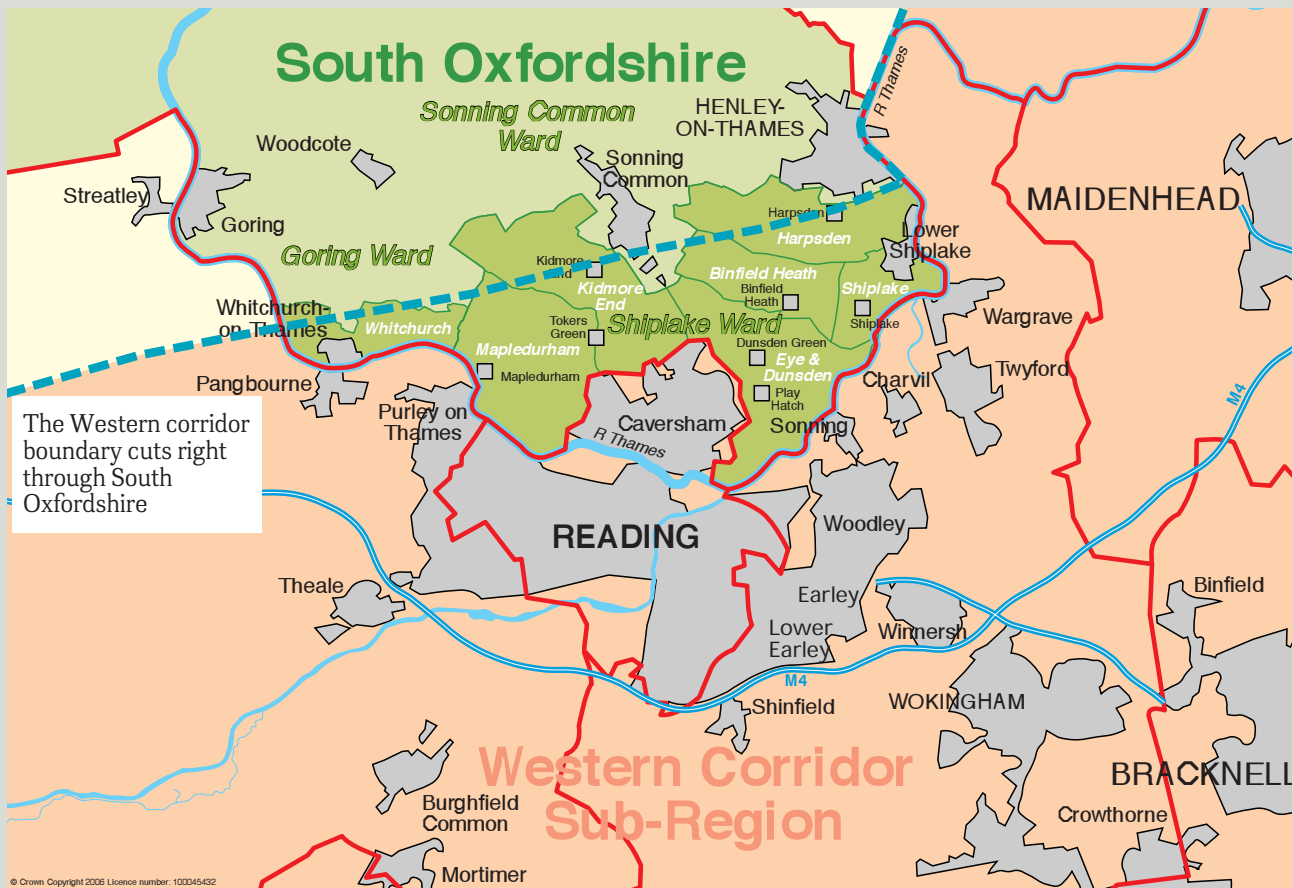 South Oxfordshire
Sonning Common
Ward
HENLEY-
ON-THAMES
R Thames
Woodcote
Sonning
Common
Streatley
Goring
MAIDENHEAD
Goring Ward
Harpsden
Harpsden
Lower
Shiplake
Kidmore
End
Kidmore
End
Binfield Heath
Binfield
Heath
Shiplake
Shiplake
Whitchurch-
on Thames
Whitchurch
Tokers
Green
Shiplake Ward
Wargrave
Mapledurham
Mapledurham
Dunsden Green
Eye &
Dunsden
Play
Hatch
Pangbourne
Purley on
Thames
Caversham
R Thames
Sonning
Charvil
Twyford
M4
The Western corridor
boundary cuts right
through South
Oxfordshire
READING
Woodley
Theale
Earley
Lower
Earley
Winnersh
Binfield
M4
Shinfield
WOKINGHAM
Western Corridor
Sub-Region
BRACKNELL
Burghfield
Common
Crowthorne
Mortimer
© Crown Copyright 2006 Licence number: 100045432